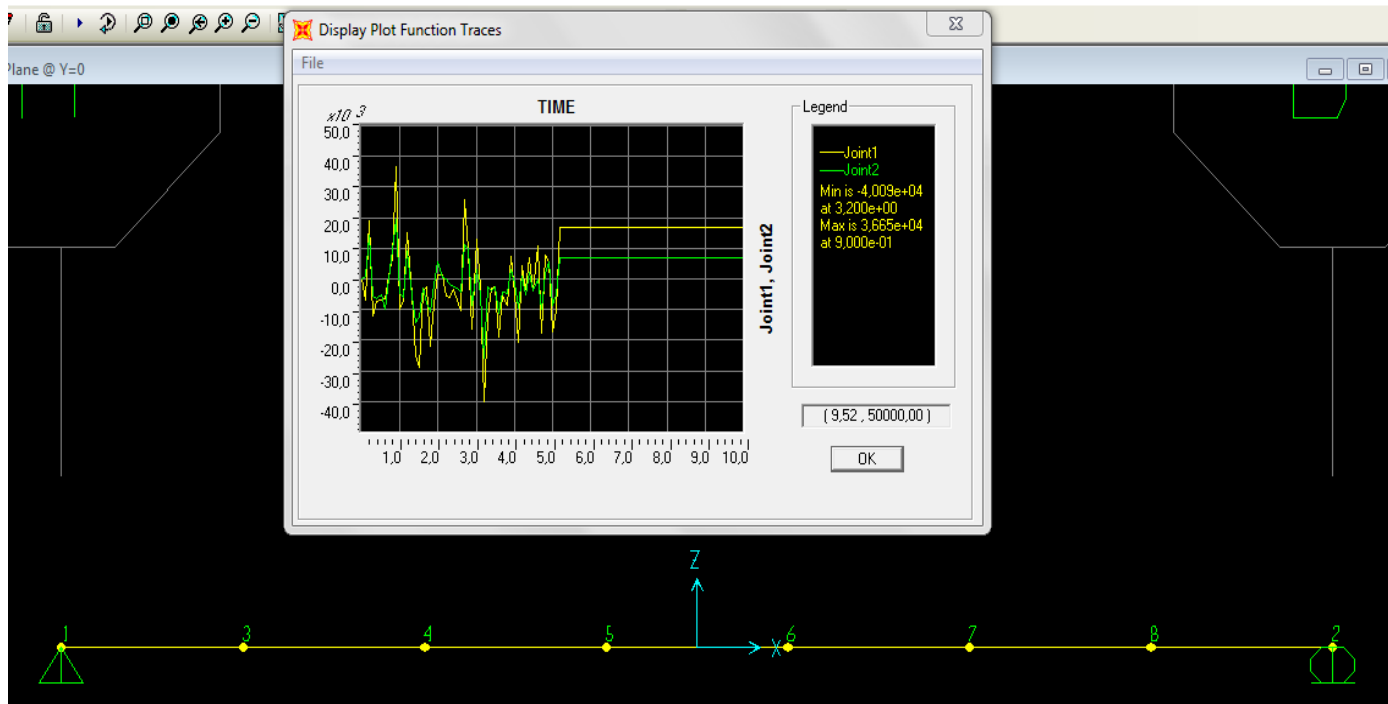 Display Plot Function Traces
Plane @ Y=0
File
TIME
x10 3
50,0
40,0
30,0
20,0
10,0
0,0
-10,0
-20,0
-30,0
-40,0
1,0 2,0 3,0 4,0 5,0 6,0 7,0 8,0 9,0 10,0
Joint1, Joint2
Legend
Joint1
Joint2
Min is -4,009e+04
at 3,200e+00
Max is 3,665e+04
at 9,000e-01
( 9,52 , 50000,00 )
OK
Z
X
1 3 4 5 6 7 8 2